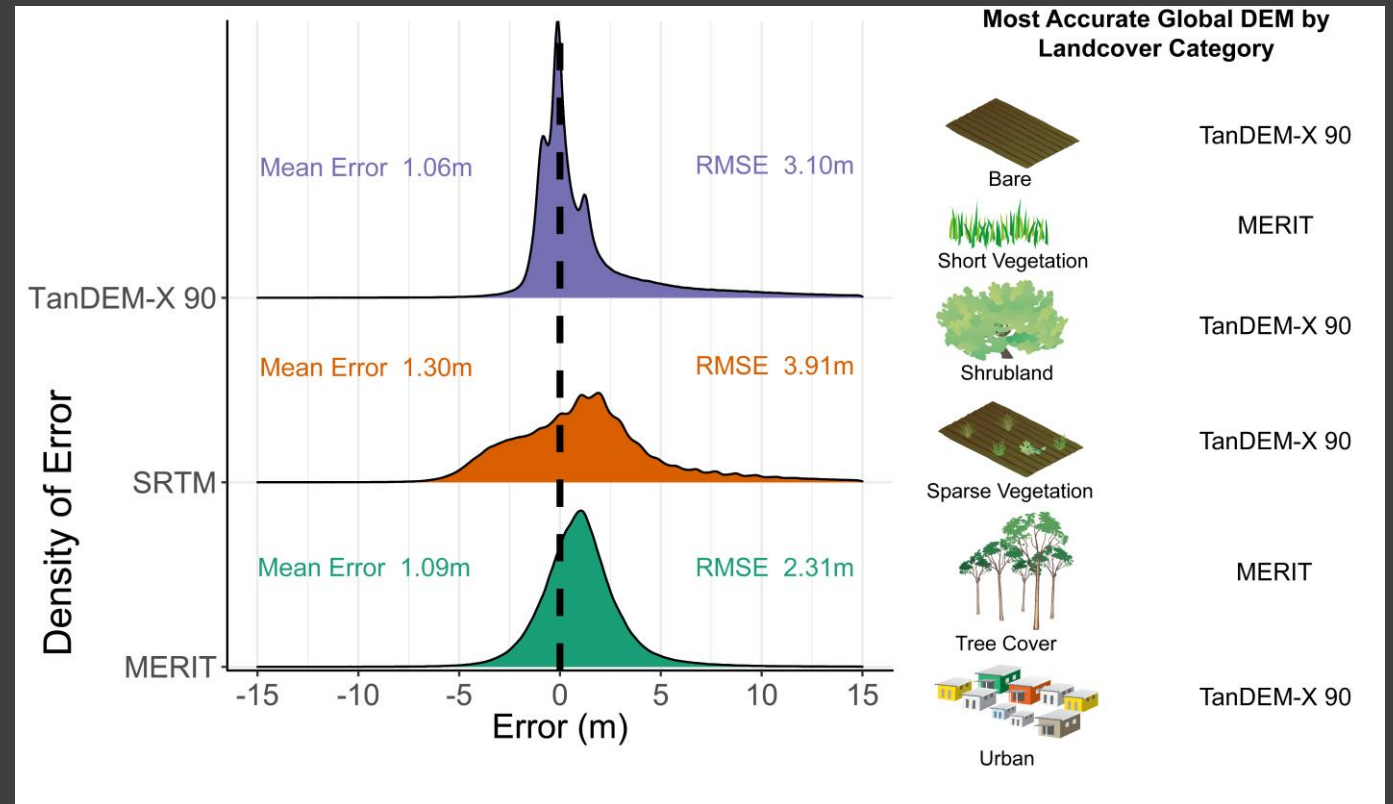 Most Accurate Global DEM by
Landcover Category
Mean Error 1.06m
RMSE 3.10m
TanDEM-X 90
Mean Error 1.30m
RMSE 3.91m
SRTM
Mean Error 1.09m
RMSE 2.31m
MERIT
Density of Error
-15 -10 -5 0 5 10 15
Error (m)
Bare
TanDEM-X 90
Short Vegetation
MERIT
Shrubland
TanDEM-X 90
Sparse Vegetation
TanDEM-X 90
Tree Cover
MERIT
Urban
TanDEM-X 90